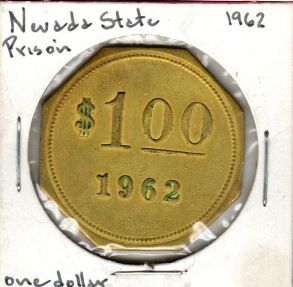 Nevada State 1962
Prison
$1.00
1962
one dollar